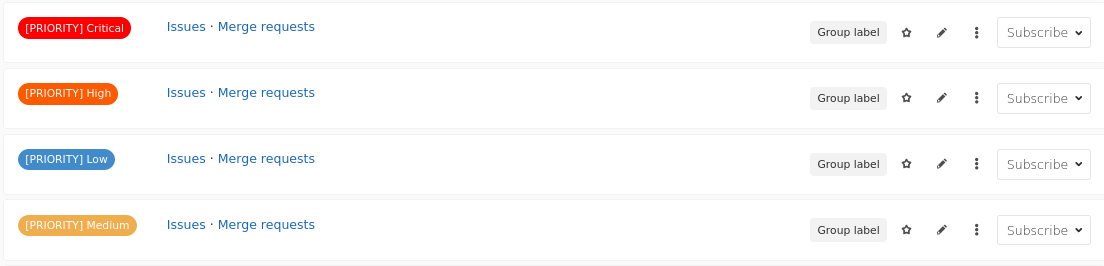 [PRIORITY] Critical Issues · Merge requests Group label Subscribe
[PRIORITY] High Issues · Merge requests Group label Subscribe
[PRIORITY] Low Issues · Merge requests Group label Subscribe
[PRIORITY] Medium Issues · Merge requests Group label Subscribe